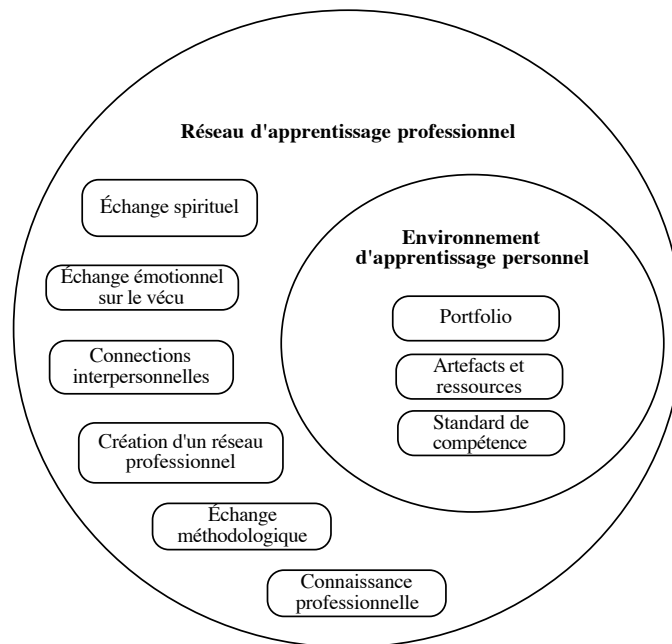 Réseau d'apprentissage professionnel
Échange spirituel
Échange émotionnel
sur le vécu
Connections
interpersonnelles
Création d'un réseau
professionnel
Échange
méthodologique
Connaissance
professionnelle
Environnement
d'apprentissage personnel
Portfolio
Artefacts et
ressources
Standard de
compétence